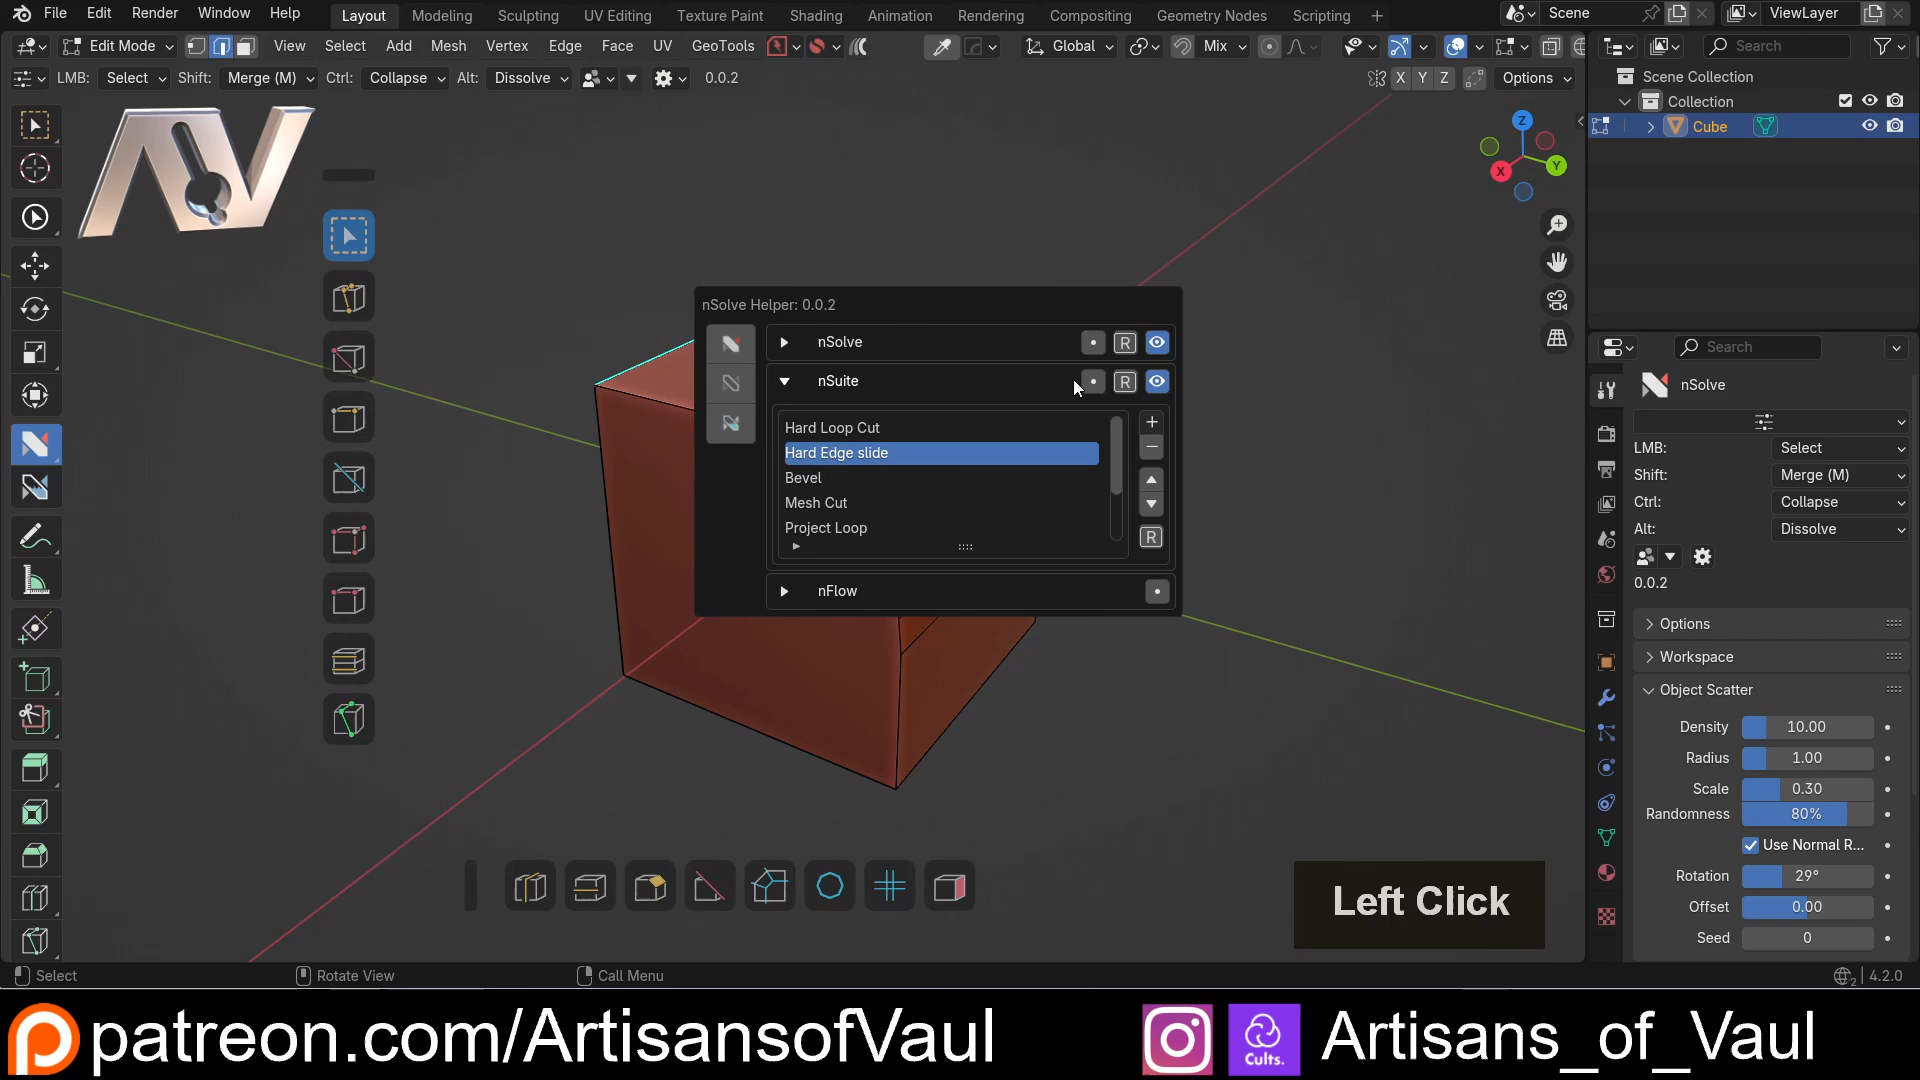 File Edit Render Window Help Layout Modeling Sculpting UV Editing Texture Paint Shading Animation Rendering Compositing Geometry Nodes Scripting + Scene ViewLayer
Edit Mode View Select Add Mesh Vertex Edge Face UV GeoTools Global Mix Search
LMB: Select Shift: Merge (M) Ctrl: Collapse Alt: Dissolve 0.0.2 X Y Z Options
Scene Collection
Collection
Cube
Z
Y
X
nSolve Helper: 0.0.2
nSolve R
nSuite R
Hard Loop Cut
Hard Edge slide
Bevel
Mesh Cut
Project Loop
R
nFlow
Search
nSolve
LMB: Select
Shift: Merge (M)
Ctrl: Collapse
Alt: Dissolve
0.0.2
Options
Workspace
Object Scatter
Density 10.00
Radius 1.00
Scale 0.30
Randomness 80%
Use Normal R...
Rotation 29°
Offset 0.00
Seed 0
Left Click
Select Rotate View Call Menu 4.2.0
patreon.com/ArtisansofVaul Cults. Artisans_of_Vaul